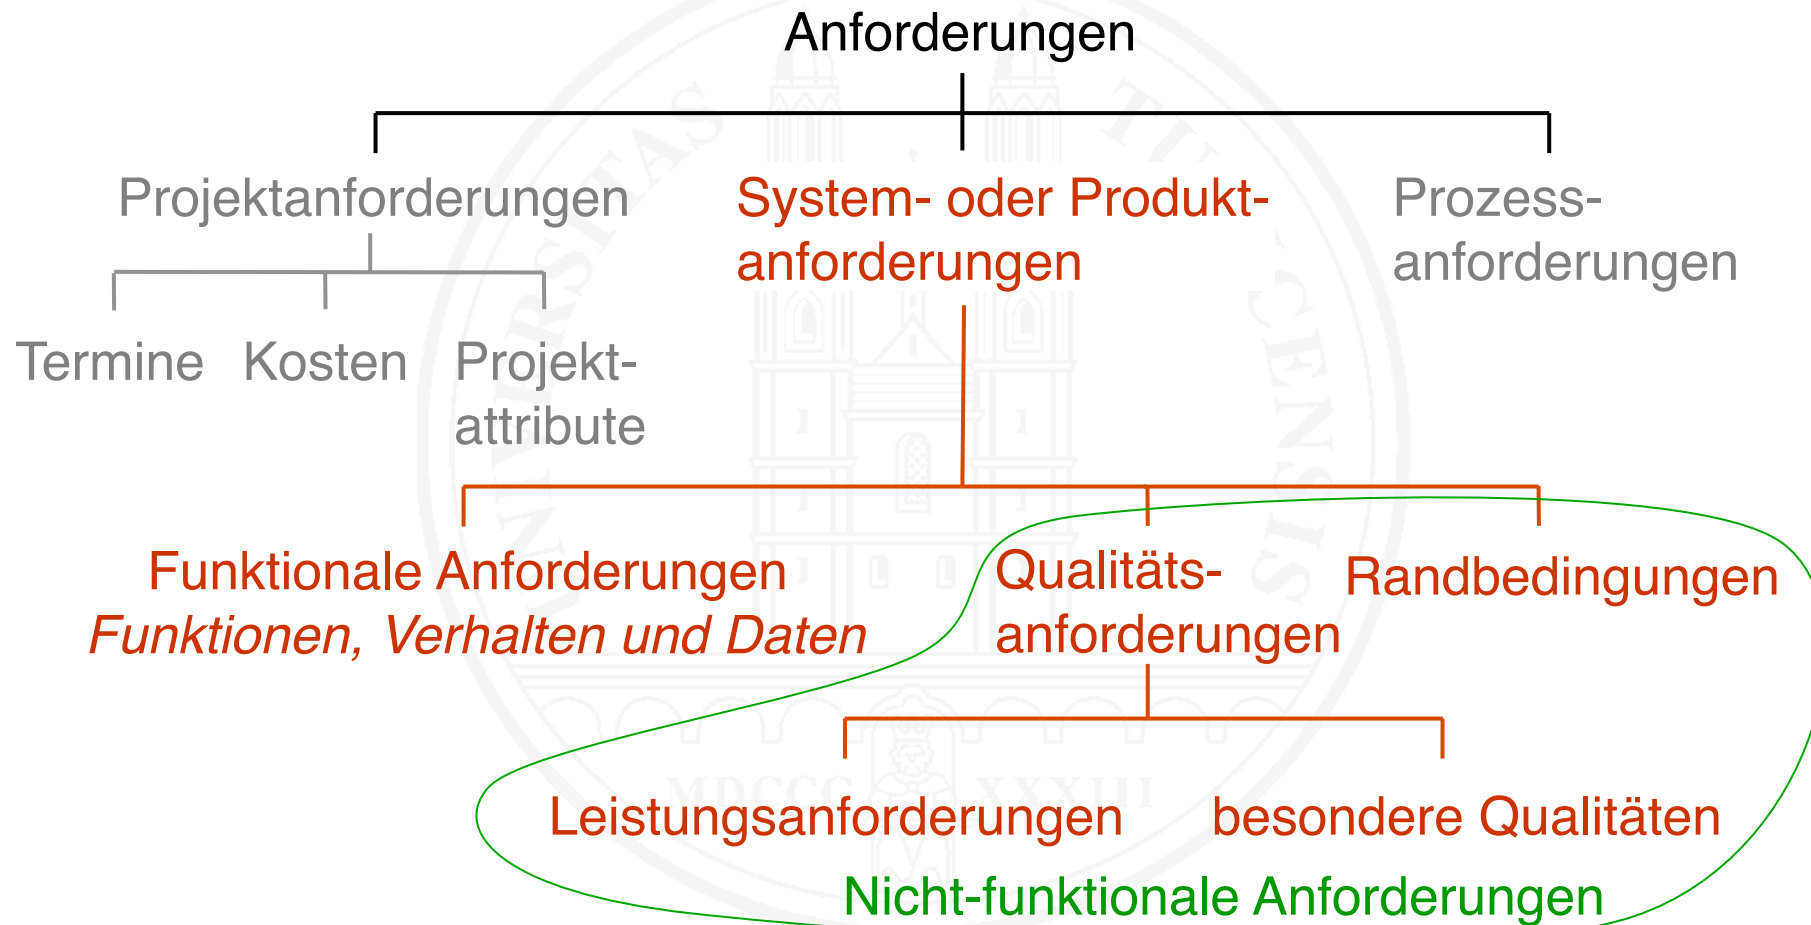 Anforderungen
Projektanforderungen
System- oder Produkt-
anforderungen
Prozess-
anforderungen
Termine
Kosten
Projekt-
attribute
Funktionale Anforderungen
Funktionen, Verhalten und Daten
Qualitäts-
anforderungen
Randbedingungen
Leistungsanforderungen
besondere Qualitäten
Nicht-funktionale Anforderungen